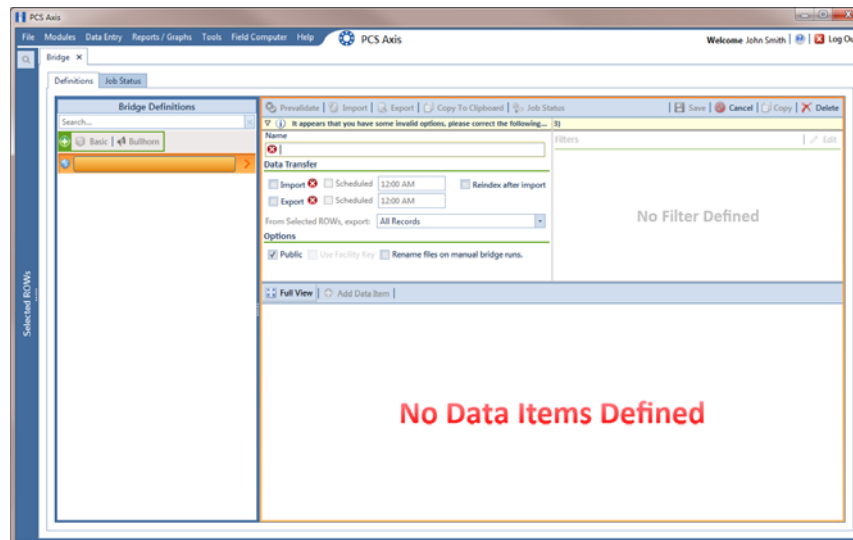 PCS Axis
File Modules Data Entry Reports / Graphs Tools Field Computer Help PCS Axis Welcome John Smith | Log Ou
Bridge
Definitions Job Status
Bridge Definitions
Search...
Basic | Bullhorn
Prevalidate | Import | Export | Copy To Clipboard | Job Status | Save | Cancel | Copy | Delete
It appears that you have some invalid options, please correct the following... 3)
Name
Filters | Edit
Data Transfer
Import Scheduled 12:00 AM Reindex after import
Export Scheduled 12:00 AM
From Selected ROWs, export: All Records
No Filter Defined
Options
Public Use Facility Key Rename files on manual bridge runs.
Selected ROWs
Full View | Add Data Item |
No Data Items Defined